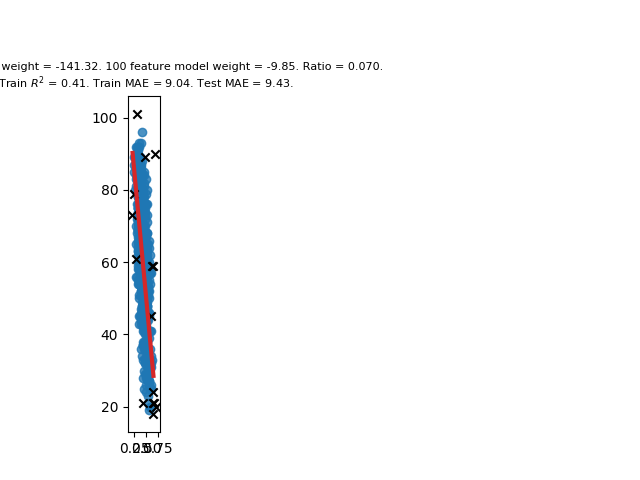 weight = -141.32. 100 feature model weight = -9.85. Ratio = 0.070.
Train R² = 0.41. Train MAE = 9.04. Test MAE = 9.43.
100
80
60
40
20